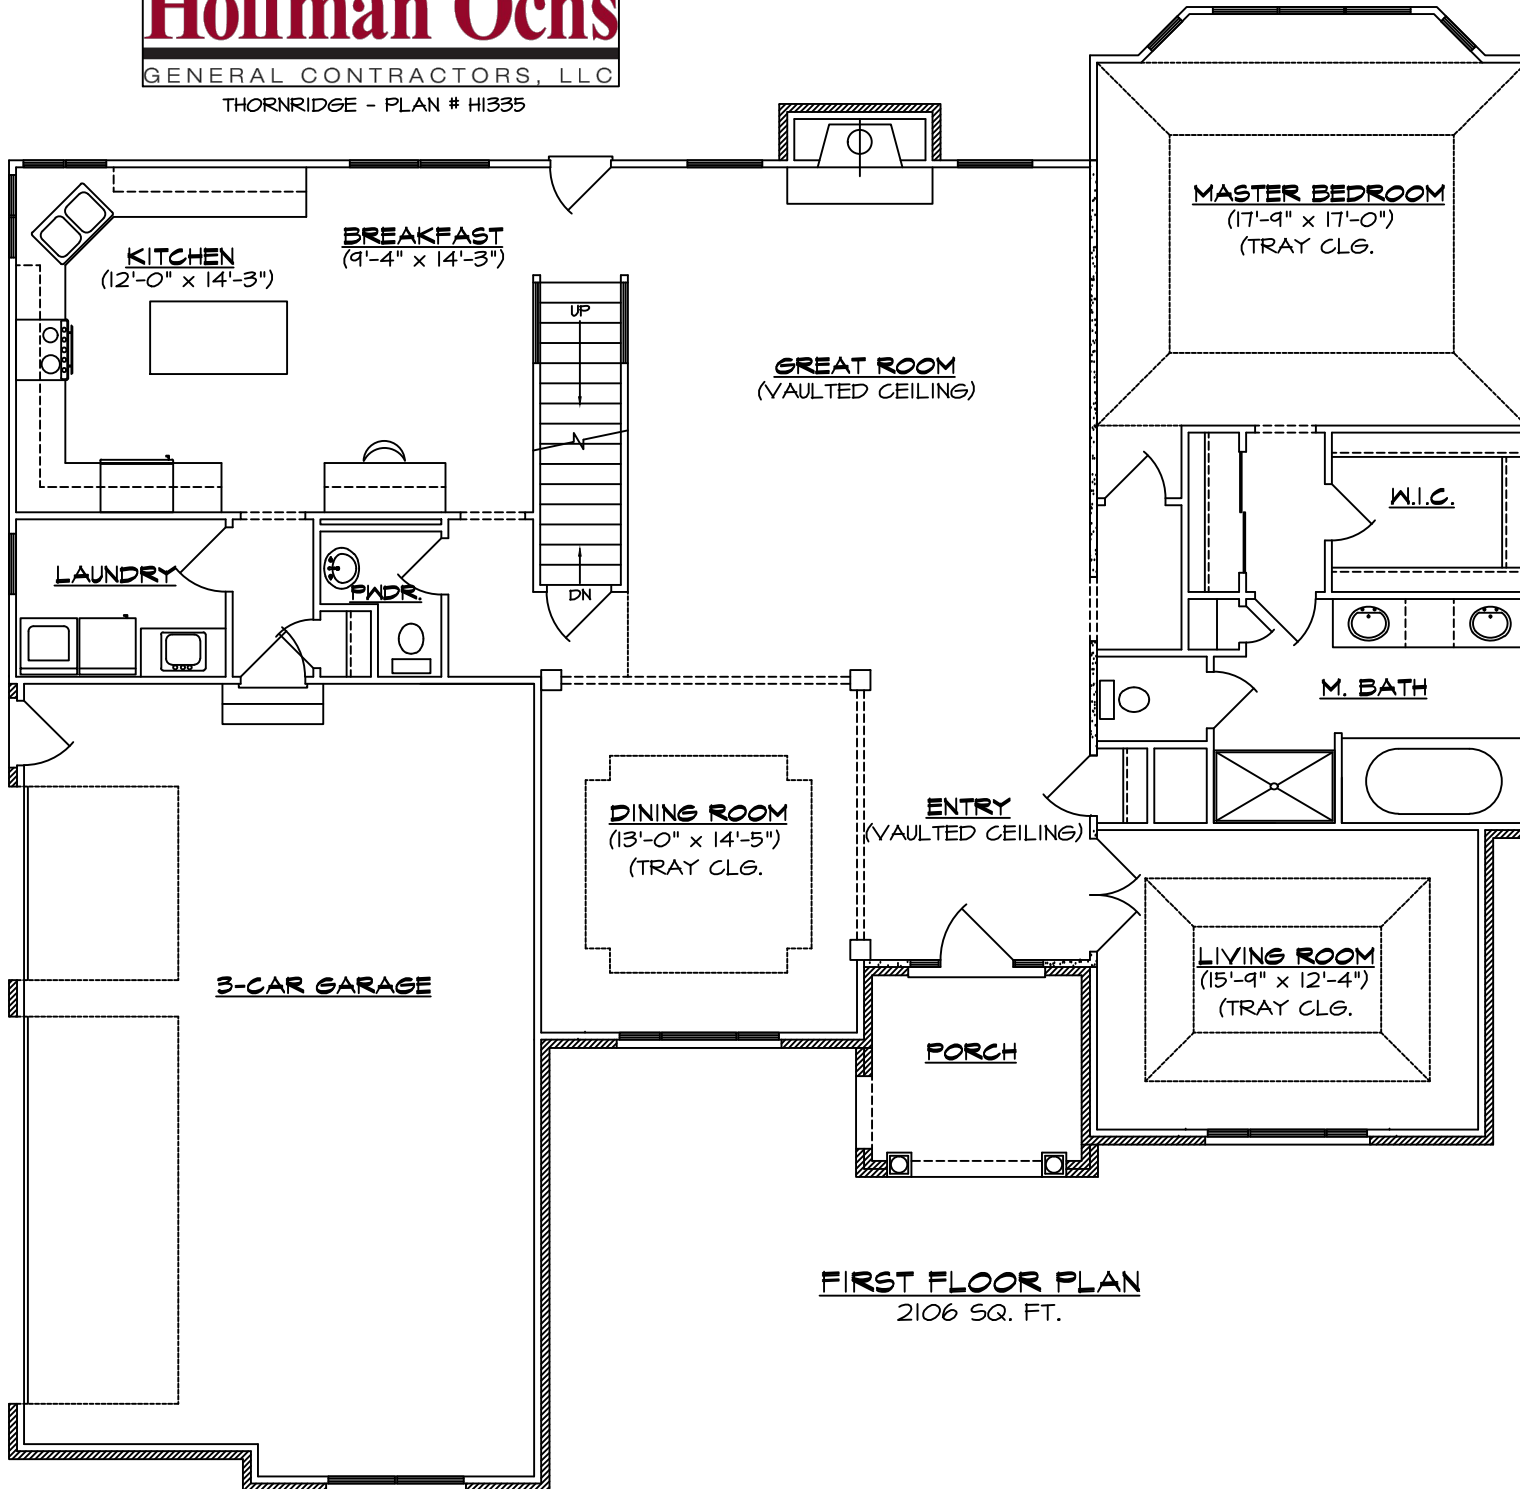 Hoffman Ochs
GENERAL CONTRACTORS, LLC
THORNRIDGE - PLAN # H1335
MASTER BEDROOM
(17'-9" x 17'-0")
(TRAY CLG.
KITCHEN
(12'-0" x 14'-3")
BREAKFAST
(9'-4" x 14'-3")
UP
GREAT ROOM
(VAULTED CEILING)
W.I.C.
LAUNDRY
PWDR.
DN
M. BATH
DINING ROOM
(13'-0" x 14'-5")
(TRAY CLG.
ENTRY
(VAULTED CEILING)
3-CAR GARAGE
LIVING ROOM
(15'-9" x 12'-4")
(TRAY CLG.
PORCH
FIRST FLOOR PLAN
2106 SQ. FT.